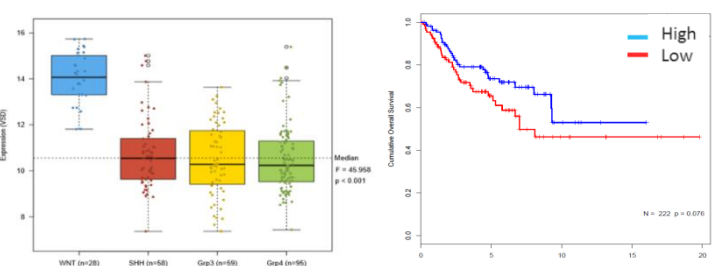 Expression (VSD)
16
14
12
10
8
Median
F = 45.958
p < 0.001
WNT (n=28)
SHH (n=58)
Grp3 (n=59)
Grp4 (n=95)
Cumulative Overall Survival
1.0
0.8
0.6
0.4
0.2
0.0
High
Low
N = 222 p = 0.076
0
5
10
15
20